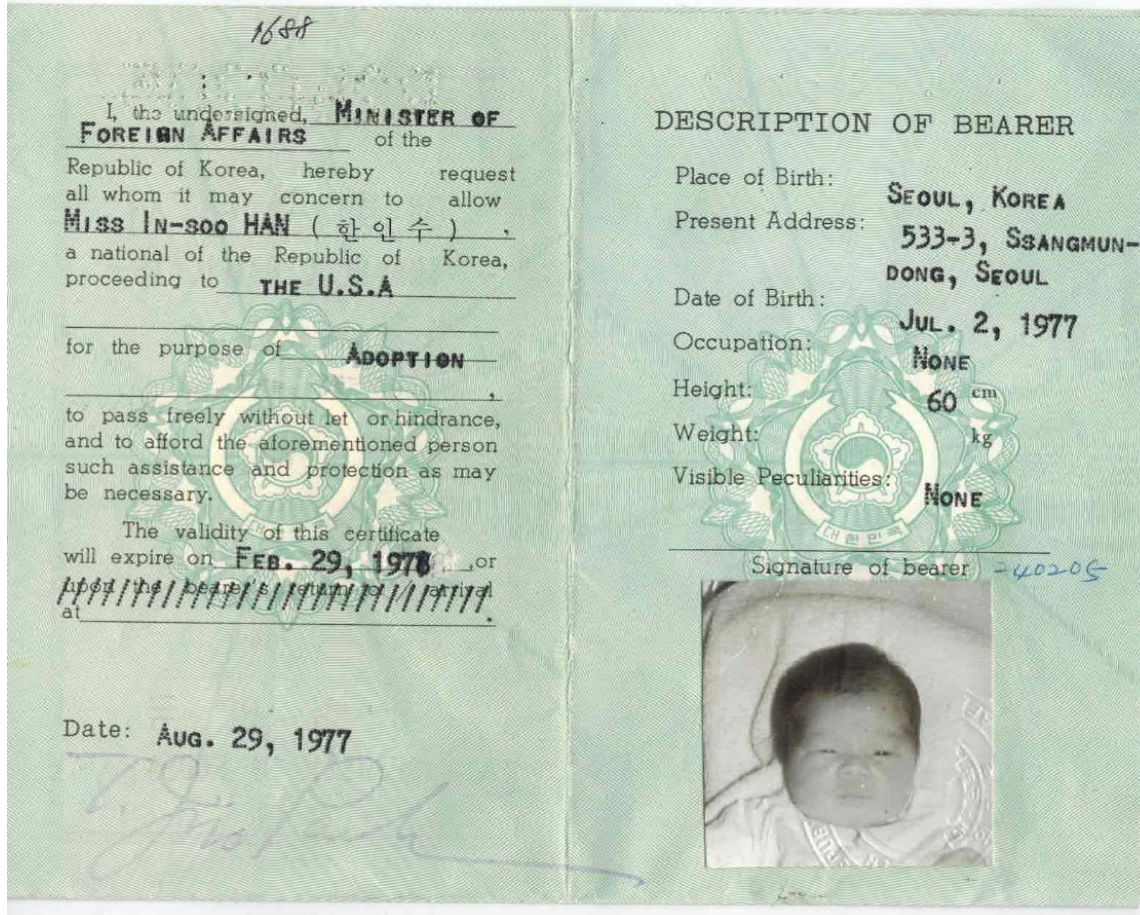 1688
I, the undersigned, MINISTER OF
FOREIGN AFFAIRS of the
Republic of Korea, hereby request
all whom it may concern to allow
MISS IN-SOO HAN (한인수),
a national of the Republic of Korea,
proceeding to THE U.S.A
for the purpose of ADOPTION
,
to pass freely without let or hindrance,
and to afford the aforementioned person
such assistance and protection as may
be necessary.
The validity of this certificate
will expire on FEB. 29, 1978 or
upon the bearer's return to arrival
at .
Date: AUG. 29, 1977
DESCRIPTION OF BEARER
Place of Birth: SEOUL, KOREA
Present Address: 533-3, SSANGMUN-
DONG, SEOUL
Date of Birth: JUL. 2, 1977
Occupation: NONE
Height: 60 cm
Weight: kg
Visible Peculiarities: NONE
대한민국
Signature of bearer -240205